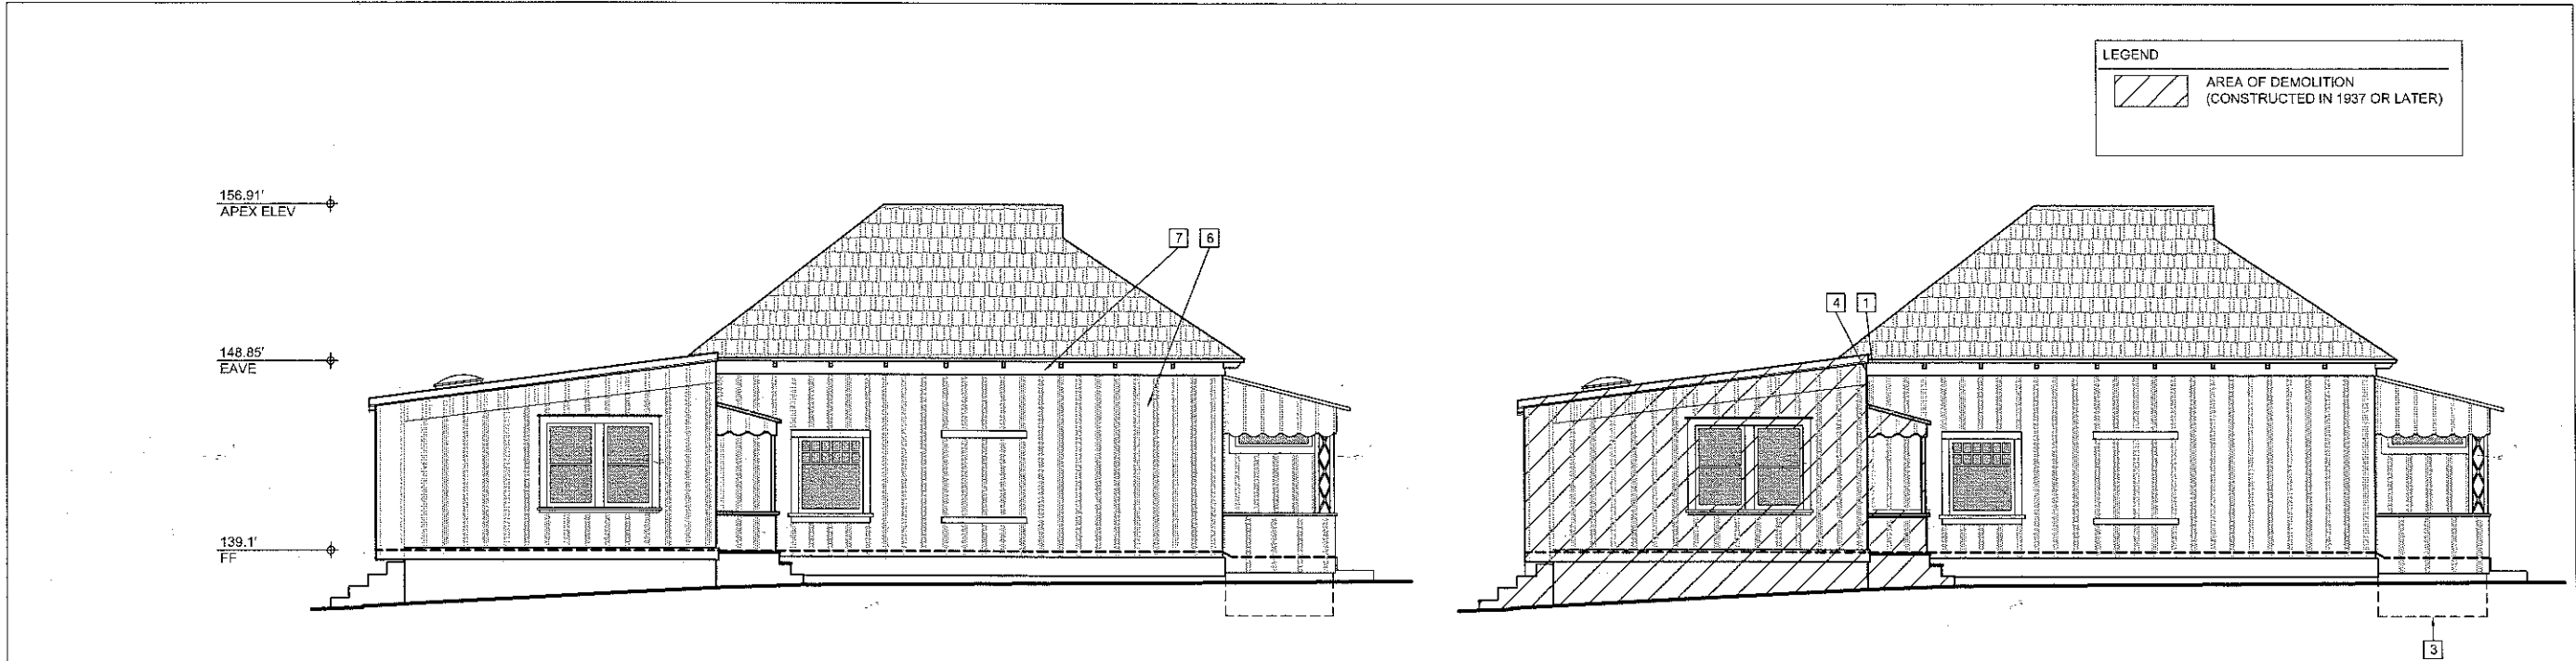 LEGEND
AREA OF DEMOLITION
(CONSTRUCTED IN 1937 OR LATER)
156.91'
APEX ELEV
7 6
4 1
148.85'
EAVE
139.1'
FF
3